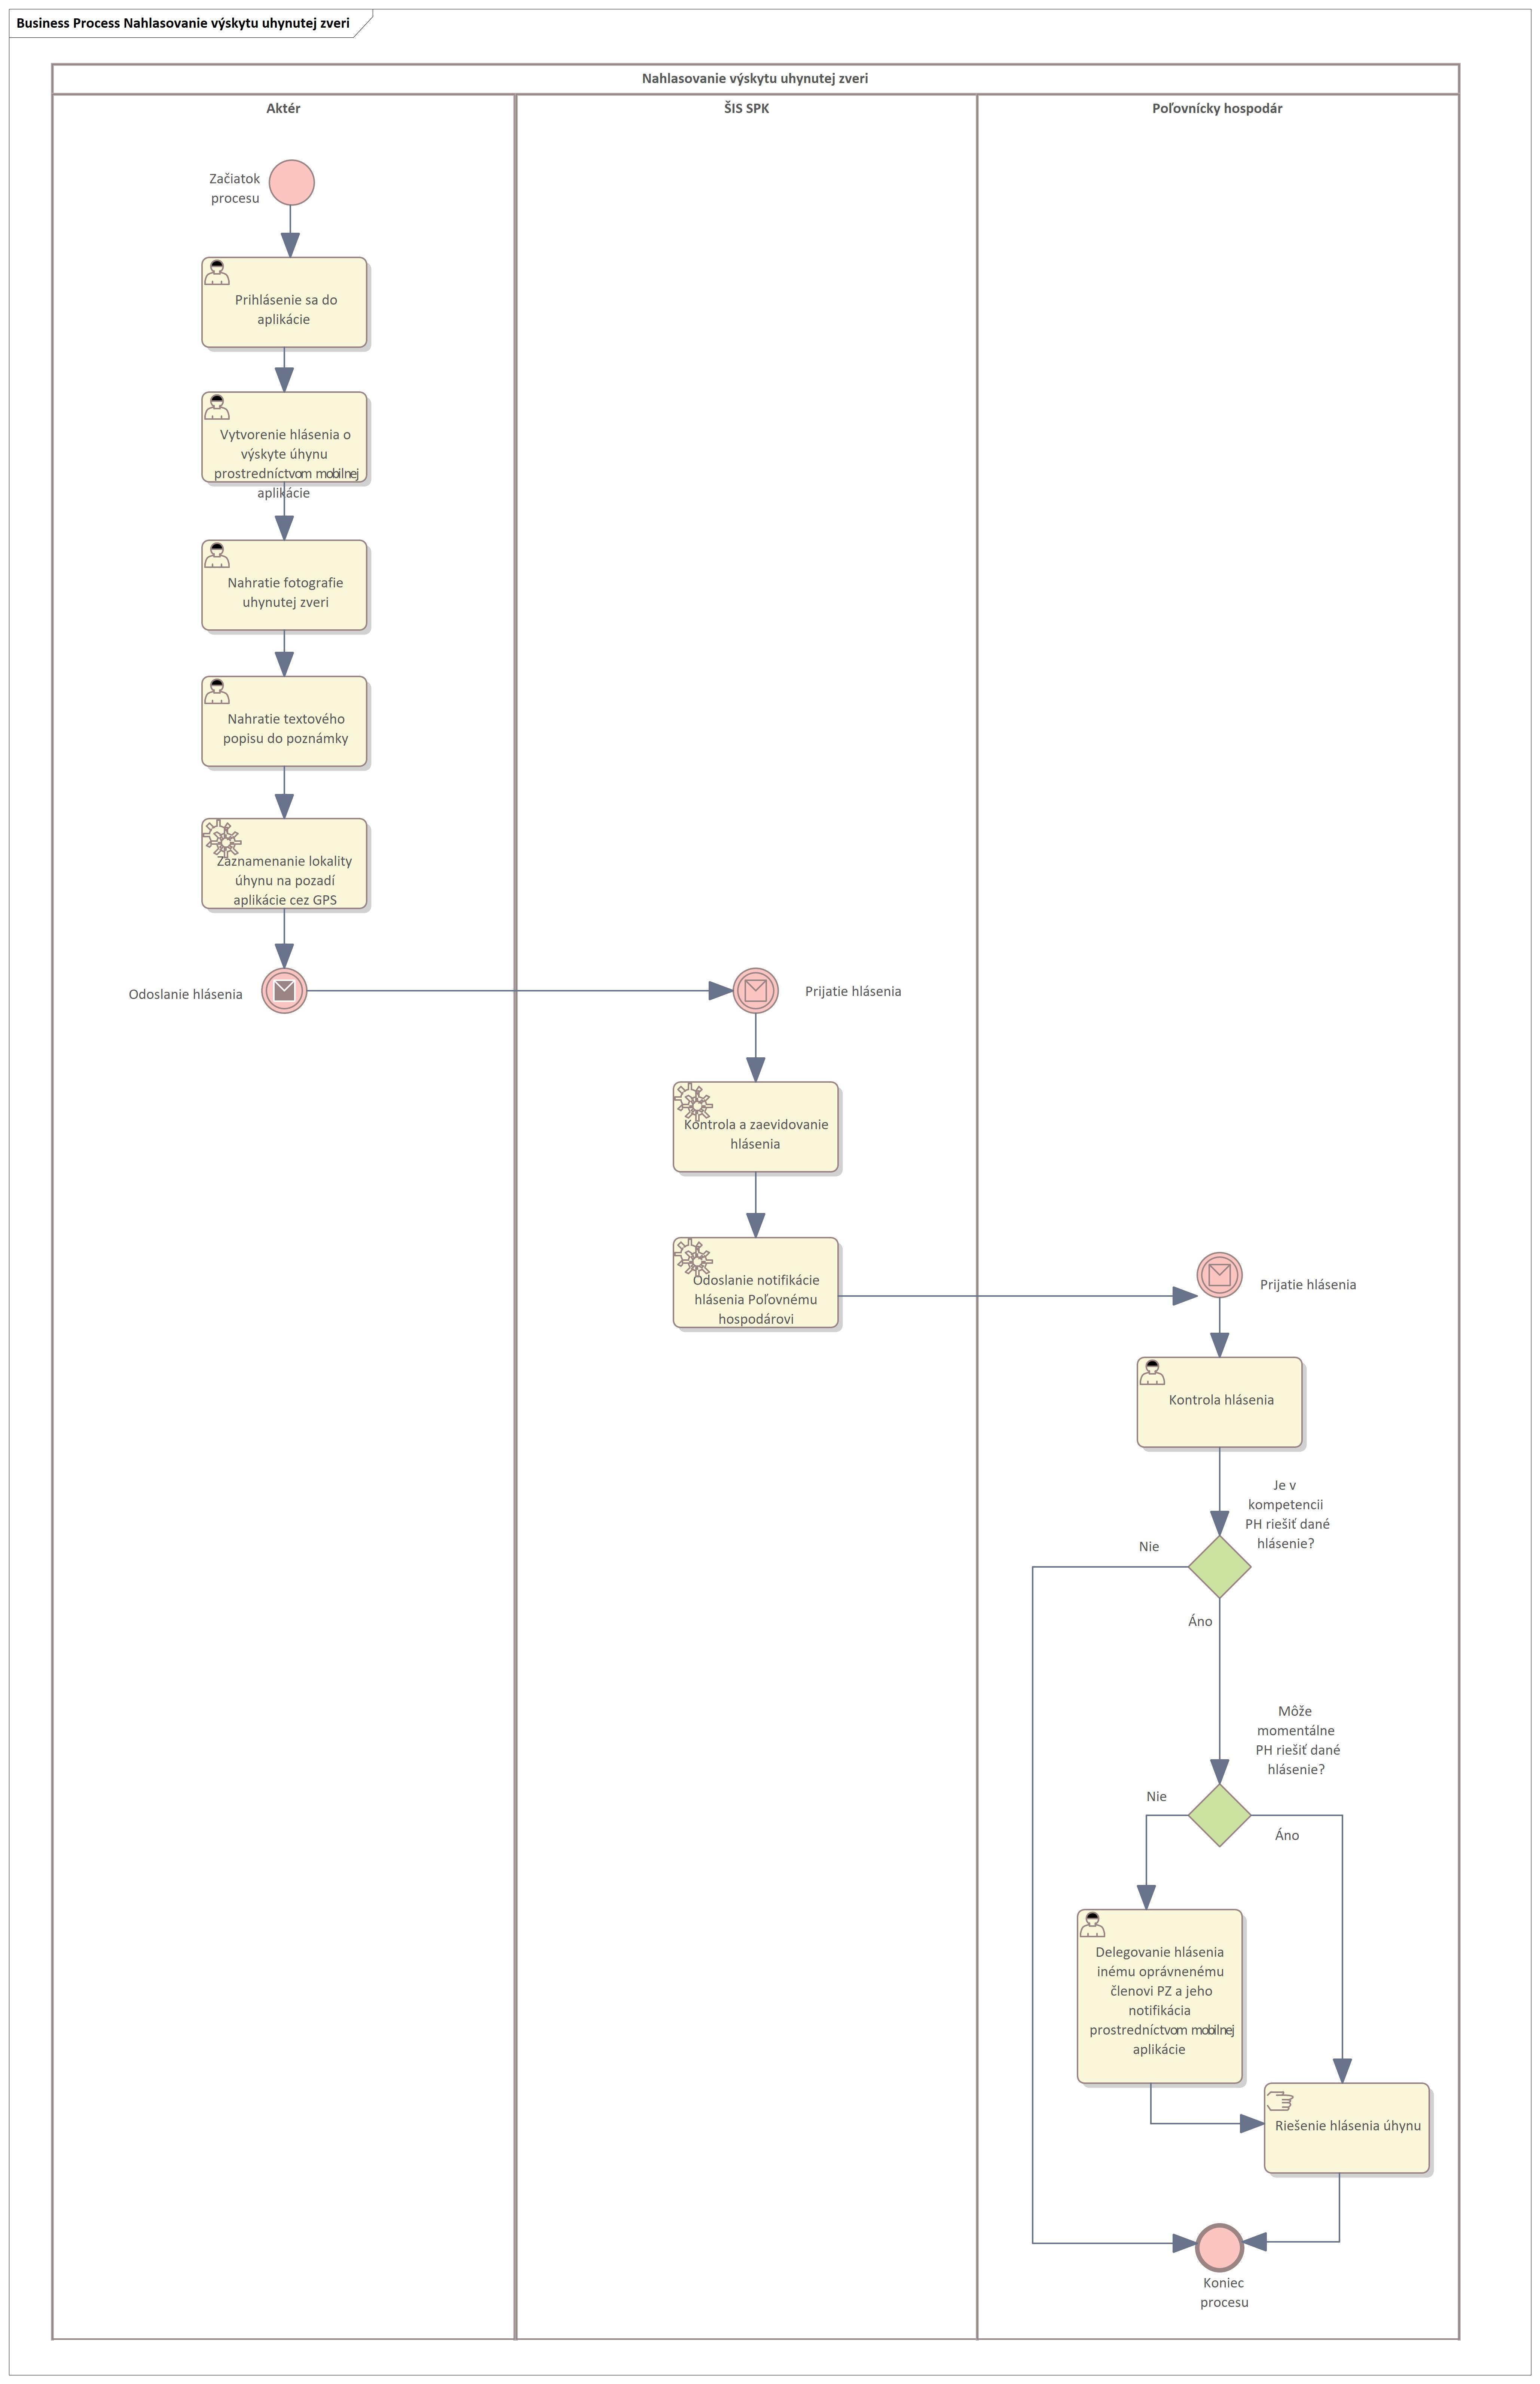 Business Process Nahlasovanie výskytu uhynutej zveri
Nahlasovanie výskytu uhynutej zveri
Aktér
ŠIS SPK
Poľovnícky hospodár
Začiatok
procesu
Prihlásenie sa do
aplikácie
Vytvorenie hlásenia o
výskyte úhynu
prostredníctvom mobilnej
aplikácie
Nahratie fotografie
uhynutej zveri
Nahratie textového
popisu do poznámky
Zaznamenanie lokality
úhynu na pozadí
aplikácie cez GPS
Odoslanie hlásenia
Prijatie hlásenia
Kontrola a zaevidovanie
hlásenia
Odoslanie notifikácie
hlásenia Poľovnému
hospodárovi
Prijatie hlásenia
Kontrola hlásenia
Je v
kompetencii
PH riešiť dané
hlásenie?
Nie
Áno
Môže
momentálne
PH riešiť dané
hlásenie?
Nie
Áno
Delegovanie hlásenia
inému oprávnenému
členovi PZ a jeho
notifikácia
prostredníctvom mobilnej
aplikácie
Riešenie hlásenia úhynu
Koniec
procesu